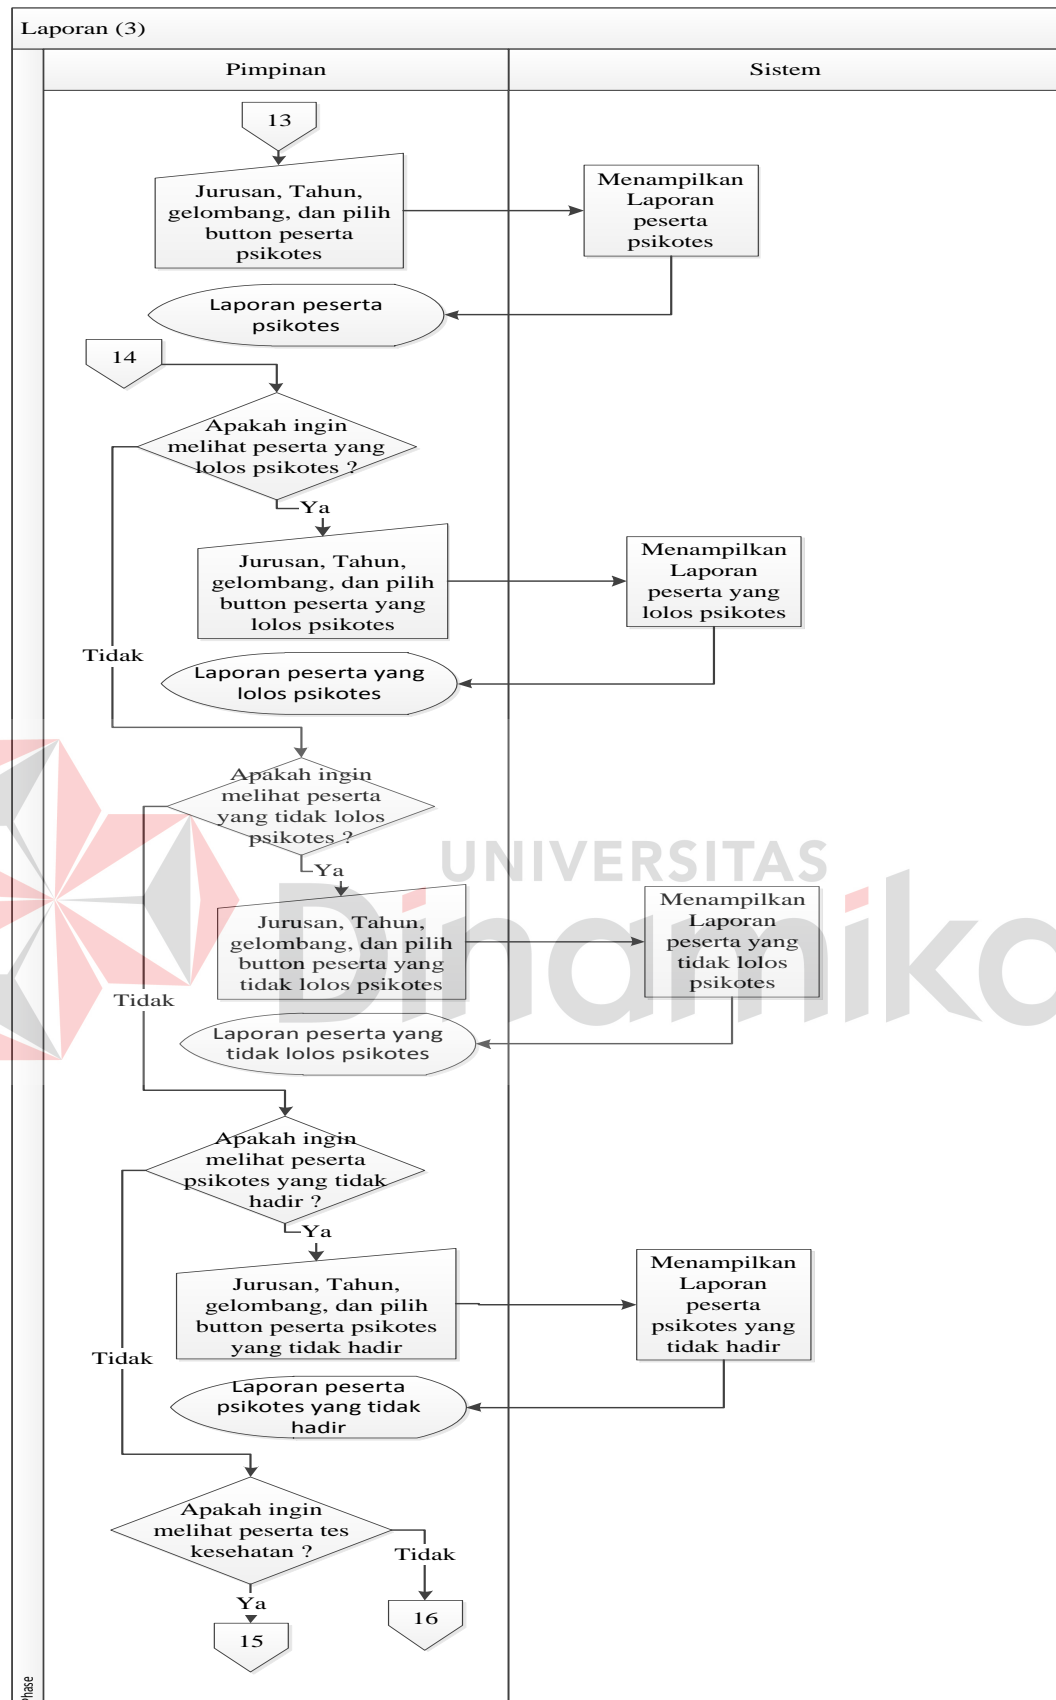 Laporan (3)
Pimpinan
Sistem
13
Jurusan, Tahun,
gelombang, dan pilih
button peserta
psikotes
Menampilkan
Laporan
peserta
psikotes
Laporan peserta
psikotes
14
Apakah ingin
melihat peserta yang
lolos psikotes ?
Ya
Jurusan, Tahun,
gelombang, dan pilih
button peserta yang
lolos psikotes
Menampilkan
Laporan
peserta yang
lolos psikotes
Tidak
Laporan peserta yang
lolos psikotes
Apakah ingin
melihat peserta
yang tidak lolos
psikotes ?
Ya
UNIVERSITAS
Dinamika
Jurusan, Tahun,
gelombang, dan pilih
button peserta yang
tidak lolos psikotes
Menampilkan
Laporan
peserta yang
tidak lolos
psikotes
Tidak
Laporan peserta yang
tidak lolos psikotes
Apakah ingin
melihat peserta
psikotes yang tidak
hadir ?
Ya
Jurusan, Tahun,
gelombang, dan pilih
button peserta psikotes
yang tidak hadir
Menampilkan
Laporan
peserta
psikotes yang
tidak hadir
Tidak
Laporan peserta
psikotes yang tidak
hadir
Apakah ingin
melihat peserta tes
kesehatan ?
Tidak
Ya
16
15
Phase